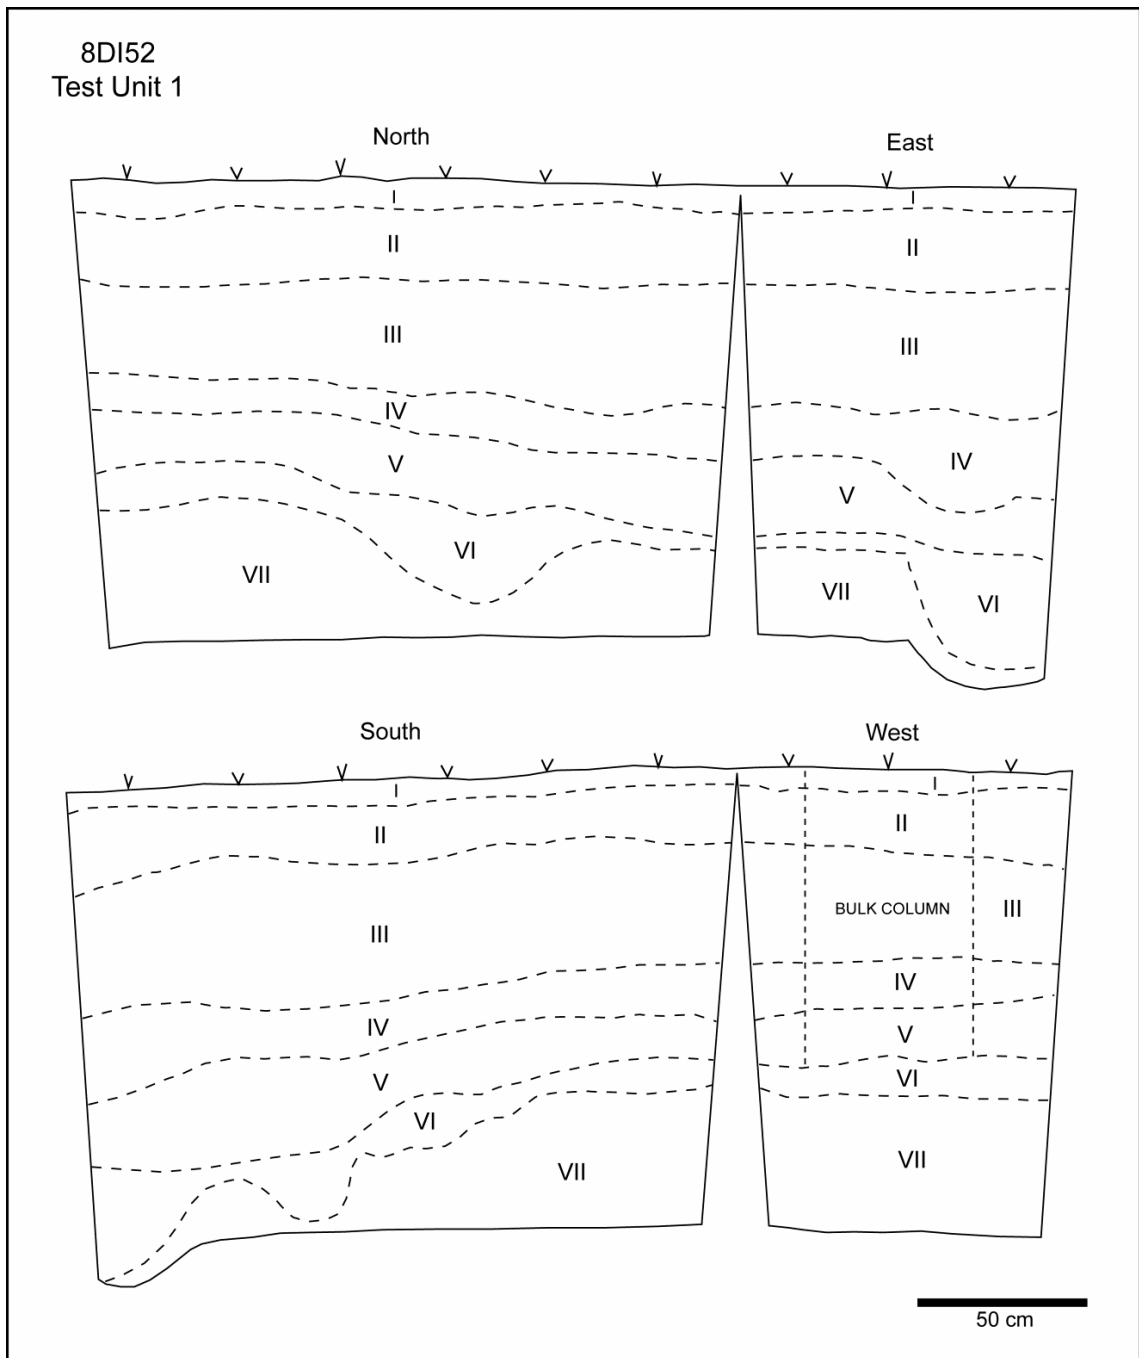 8DI52
Test Unit 1
North
East
I
I
II
II
III
III
IV
IV
V
V
VI
VII
VII
VI
South
West
I
I
II
II
III
BULK COLUMN
III
IV
IV
V
V
VI
VI
VII
VII
50 cm